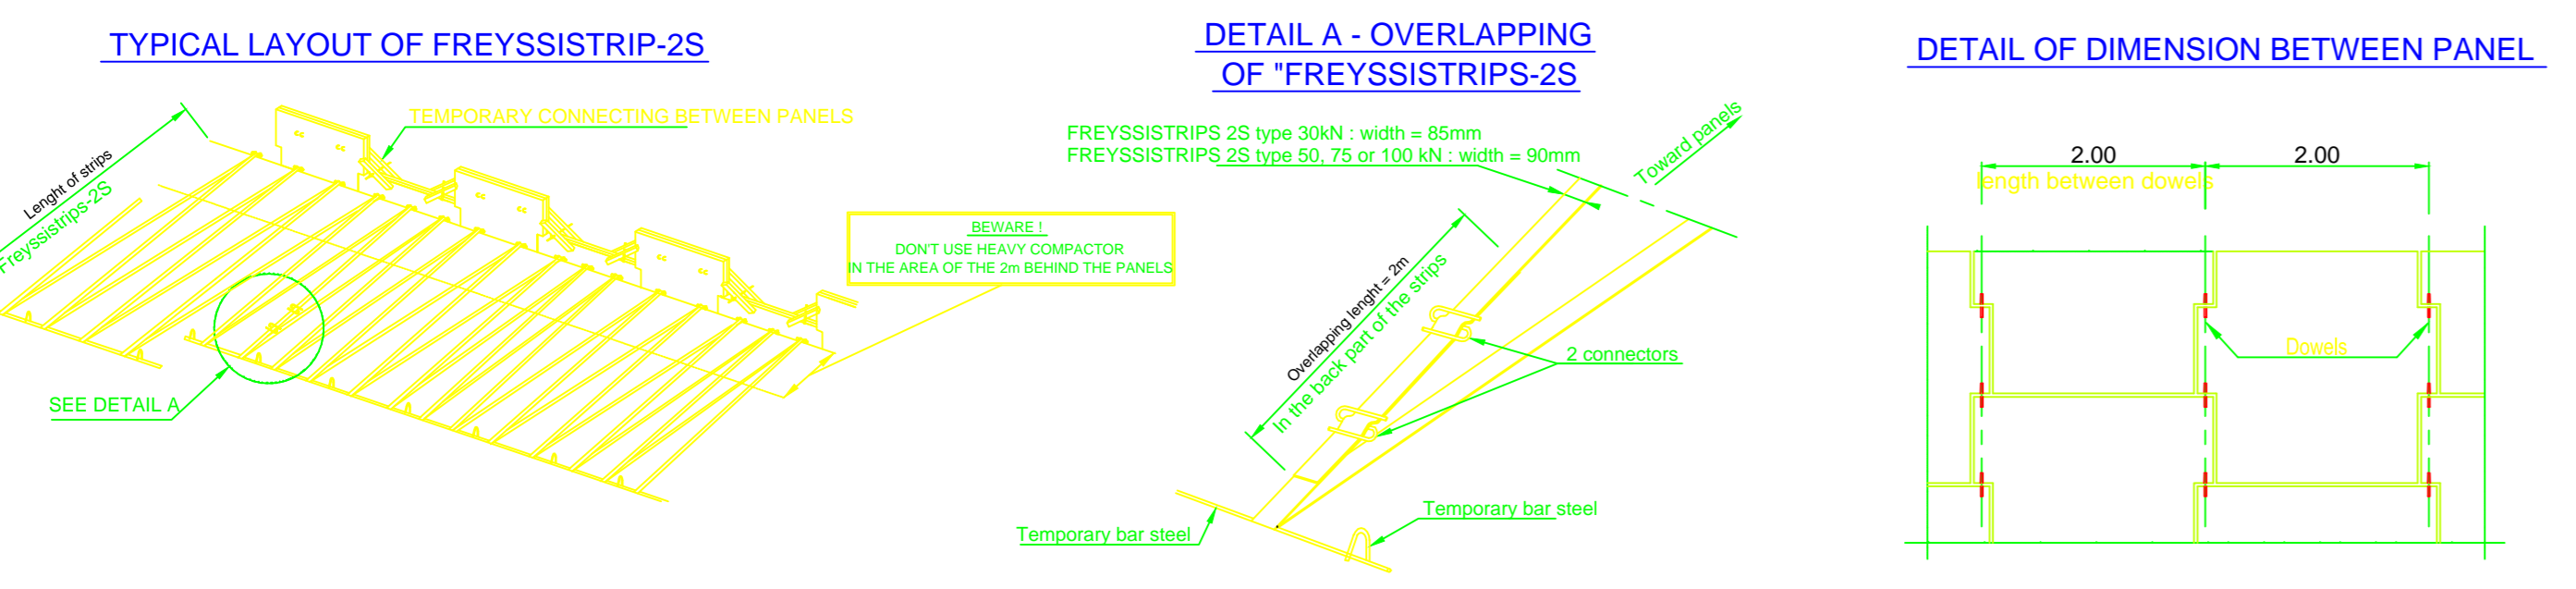 TYPICAL LAYOUT OF FREYSSISTRIP-2S
TEMPORARY CONNECTING BETWEEN PANELS
Lenght of strips
Freyssistrips-2S
BEWARE !
DON'T USE HEAVY COMPACTOR
IN THE AREA OF THE 2m BEHIND THE PANELS
SEE DETAIL A
DETAIL A - OVERLAPPING
OF "FREYSSISTRIPS-2S
FREYSSISTRIPS 2S type 30kN : width = 85mm
FREYSSISTRIPS 2S type 50, 75 or 100 kN : width = 90mm
Toward panels
Overlapping lenght = 2m
In the back part of the strips
2 connectors
Temporary bar steel
Temporary bar steel
DETAIL OF DIMENSION BETWEEN PANEL
2.00
2.00
length between dowels
Dowels